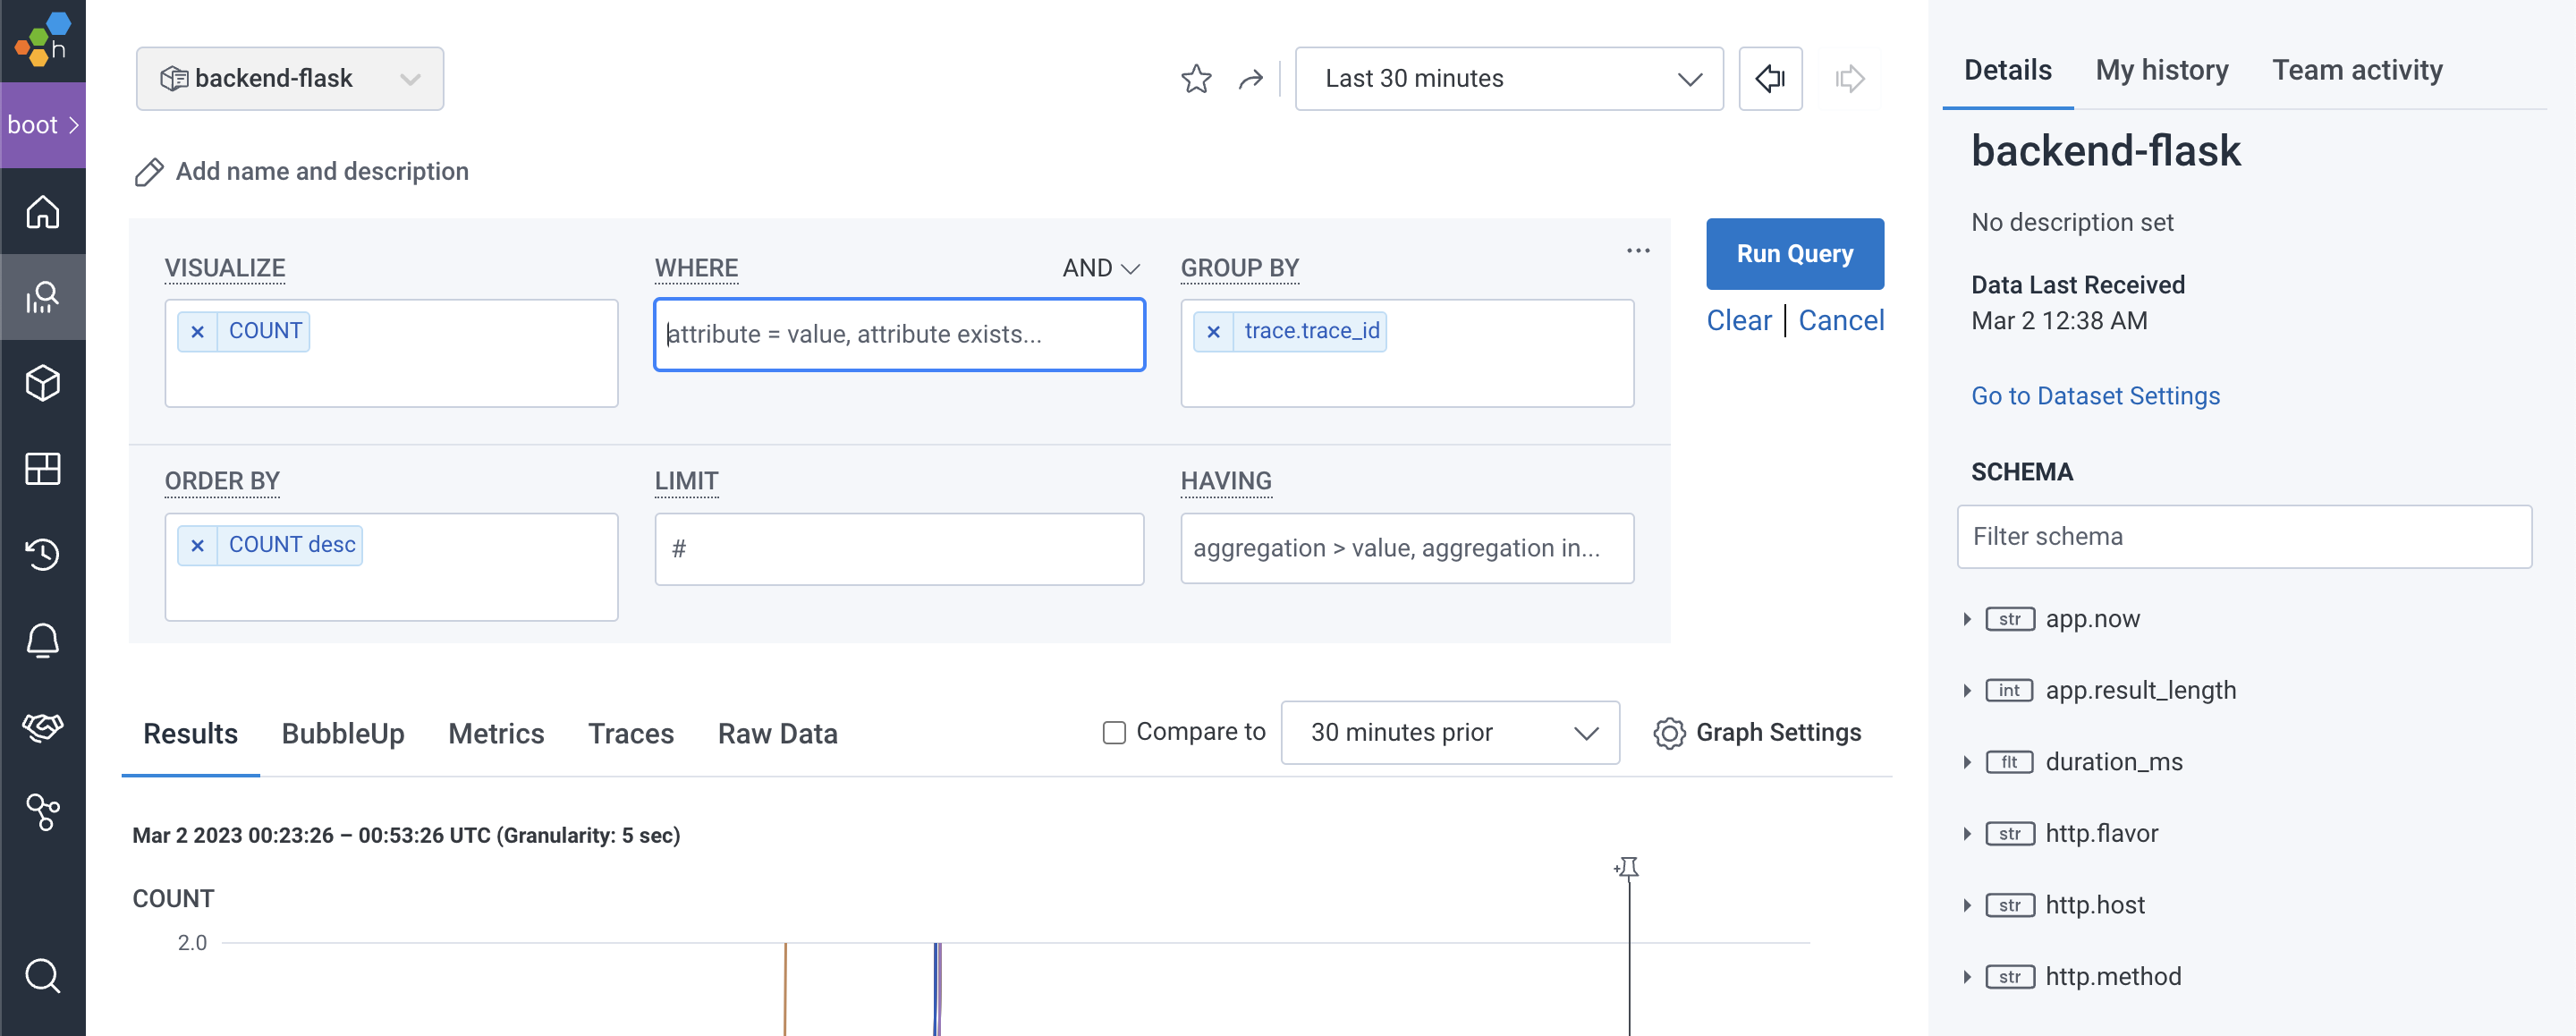 h
boot >
backend-flask
Last 30 minutes
Add name and description
VISUALIZE
WHERE
AND
GROUP BY
...
Run Query
× COUNT
attribute = value, attribute exists...
× trace.trace_id
Clear | Cancel
ORDER BY
LIMIT
HAVING
× COUNT desc
#
aggregation > value, aggregation in...
Results
BubbleUp
Metrics
Traces
Raw Data
Compare to
30 minutes prior
Graph Settings
Mar 2 2023 00:23:26 – 00:53:26 UTC (Granularity: 5 sec)
COUNT
2.0
Details
My history
Team activity
backend-flask
No description set
Data Last Received
Mar 2 12:38 AM
Go to Dataset Settings
SCHEMA
Filter schema
str app.now
int app.result_length
flt duration_ms
str http.flavor
str http.host
str http.method